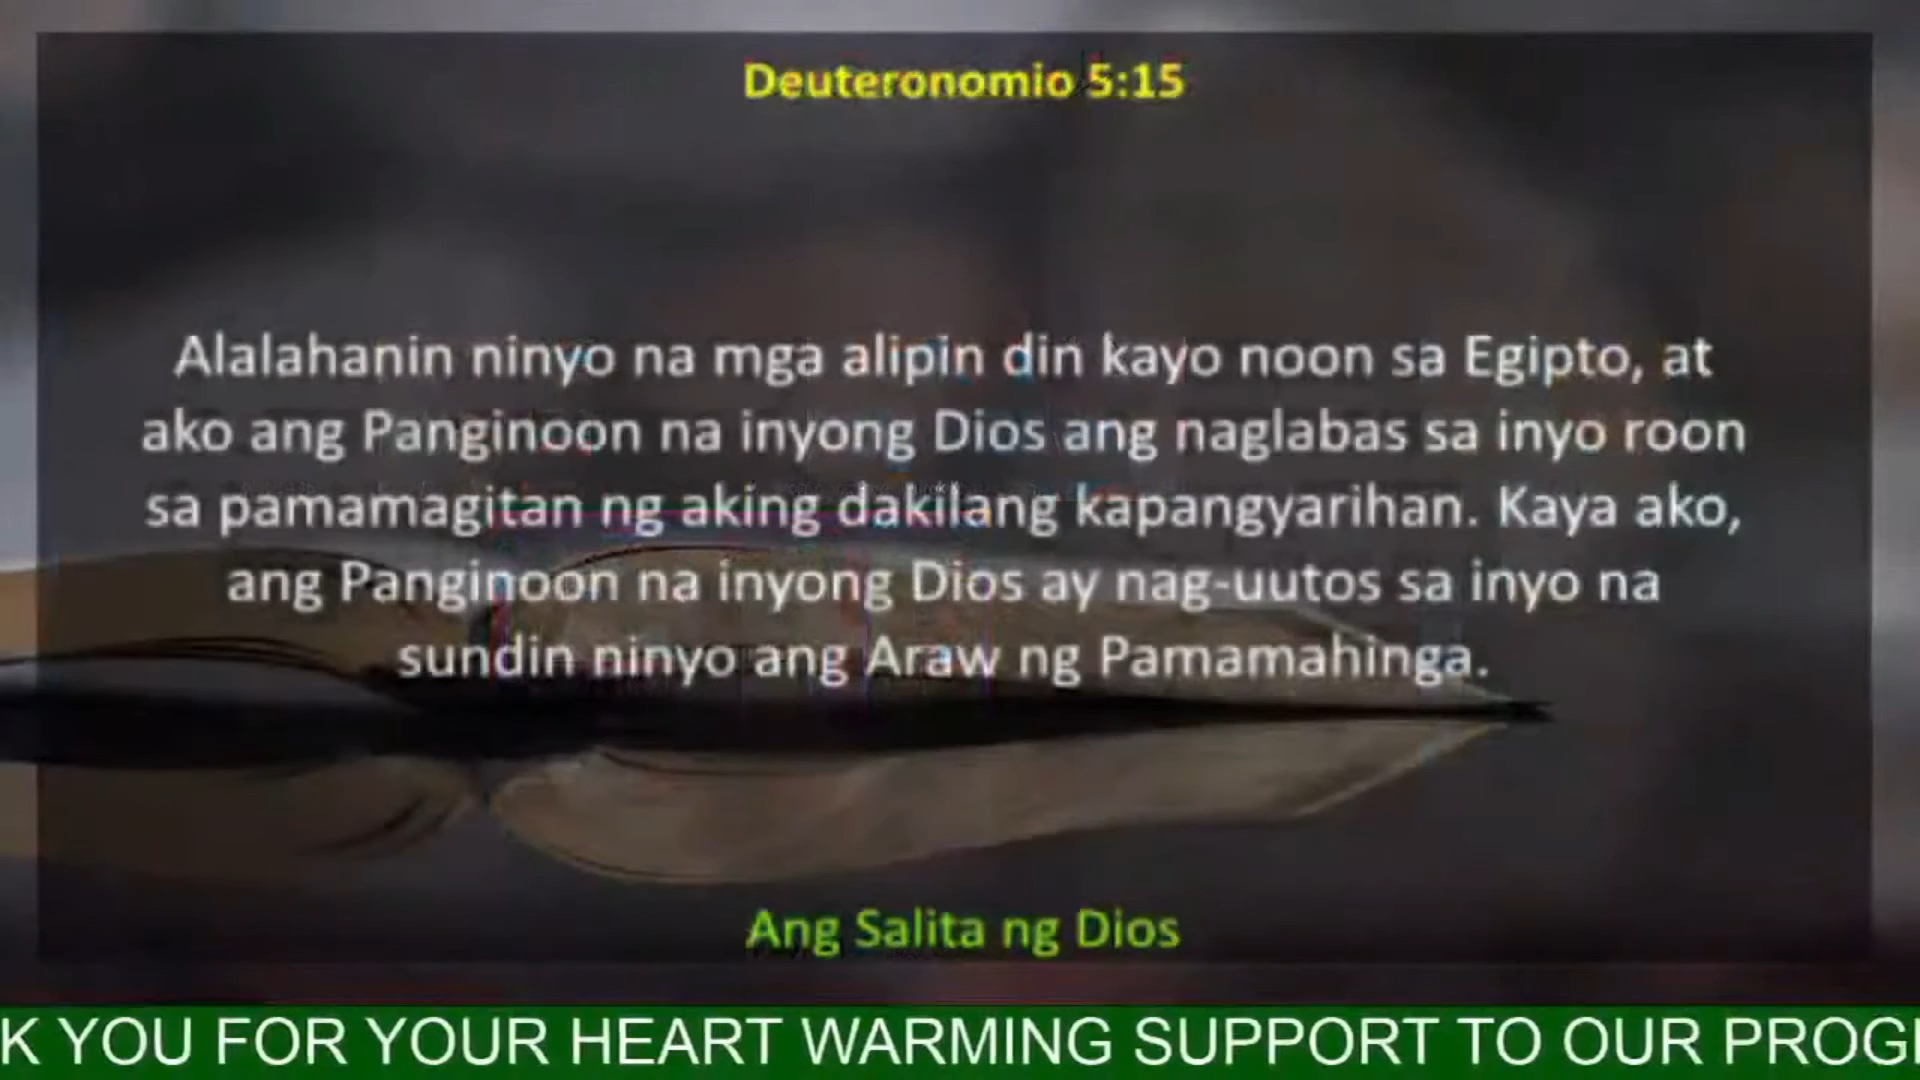 Deuteronomio 5:15
Alalahanin ninyo na mga alipin din kayo noon sa Egipto, at
ako ang Panginoon na inyong Dios ang naglabas sa inyo roon
sa pamamagitan ng aking dakilang kapangyarihan. Kaya ako,
ang Panginoon na inyong Dios ay nag-uutos sa inyo na
sundin ninyo ang Araw ng Pamamahinga.
Ang Salita ng Dios
K YOU FOR YOUR HEART WARMING SUPPORT TO OUR PROG